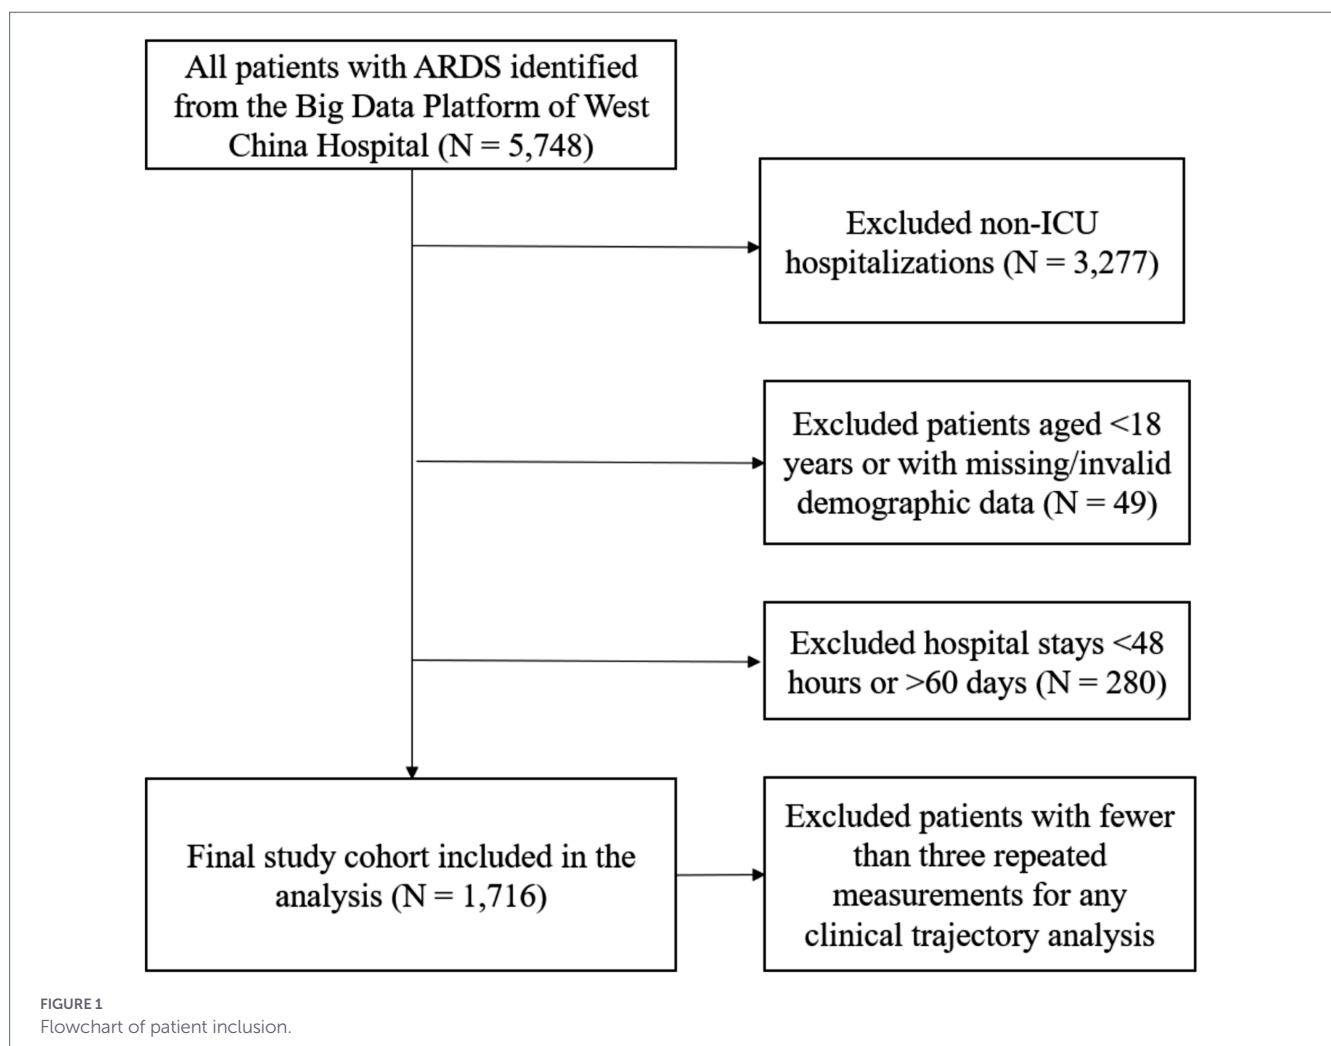 All patients with ARDS identified
from the Big Data Platform of West
China Hospital (N = 5,748)
Excluded non-ICU
hospitalizations (N = 3,277)
Excluded patients aged <18
years or with missing/invalid
demographic data (N = 49)
Excluded hospital stays <48
hours or >60 days (N = 280)
Final study cohort included in the
analysis (N = 1,716)
Excluded patients with fewer
than three repeated
measurements for any
clinical trajectory analysis
FIGURE 1
Flowchart of patient inclusion.